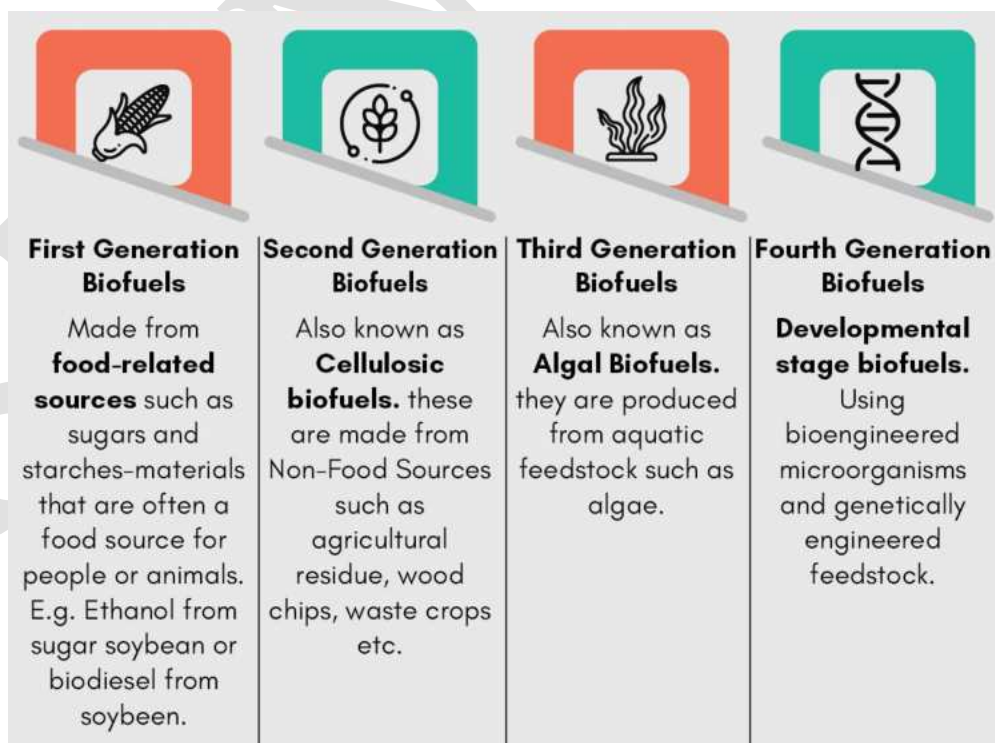 First Generation
Biofuels
Made from
food-related
sources such as
sugars and
starches-materials
that are often a
food source for
people or animals.
E.g. Ethanol from
sugar soybean or
biodiesel from
soybeen.
Second Generation
Biofuels
Also known as
Cellulosic
biofuels. these
are made from
Non-Food Sources
such as
agricultural
residue, wood
chips, waste crops
etc.
Third Generation
Biofuels
Also known as
Algal Biofuels.
they are produced
from aquatic
feedstock such as
algae.
Fourth Generation
Biofuels
Developmental
stage biofuels.
Using
bioengineered
microorganisms
and genetically
engineered
feedstock.